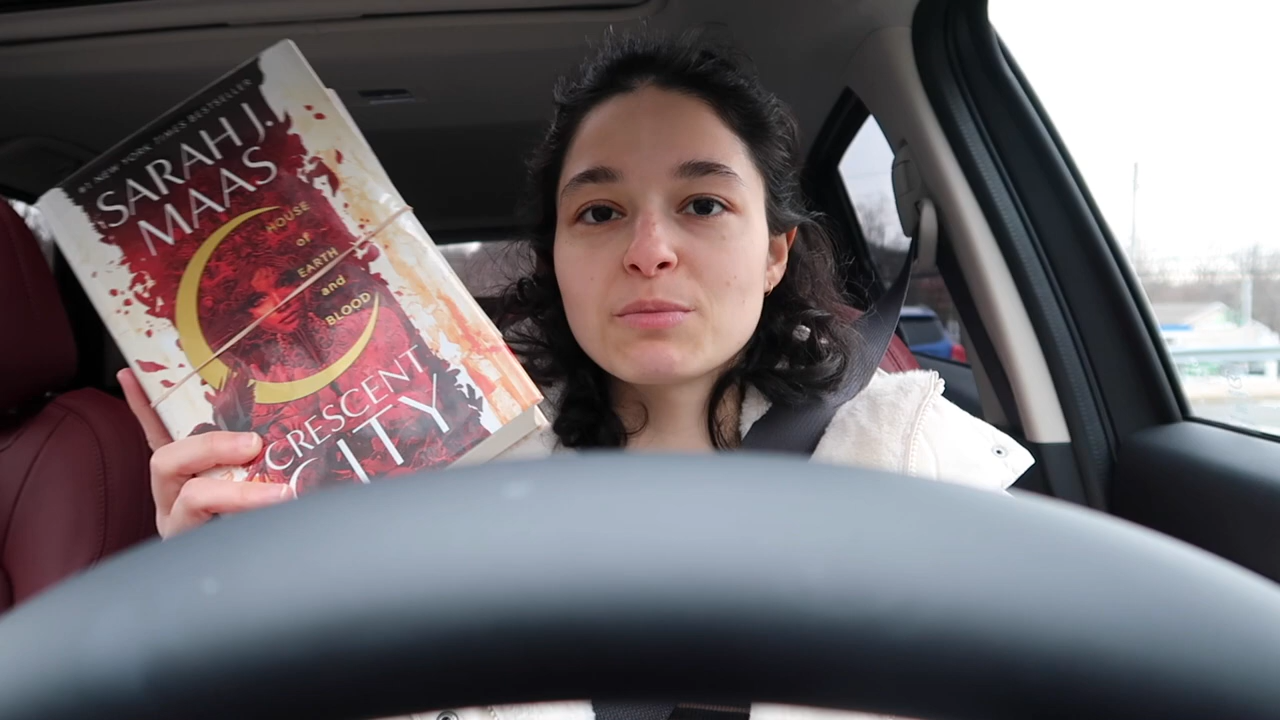 #1 NEW YORK TIMES BESTSELLER
SARAH J.
MAAS
HOUSE
of
EARTH
and
BLOOD
CRESCENT
CITY